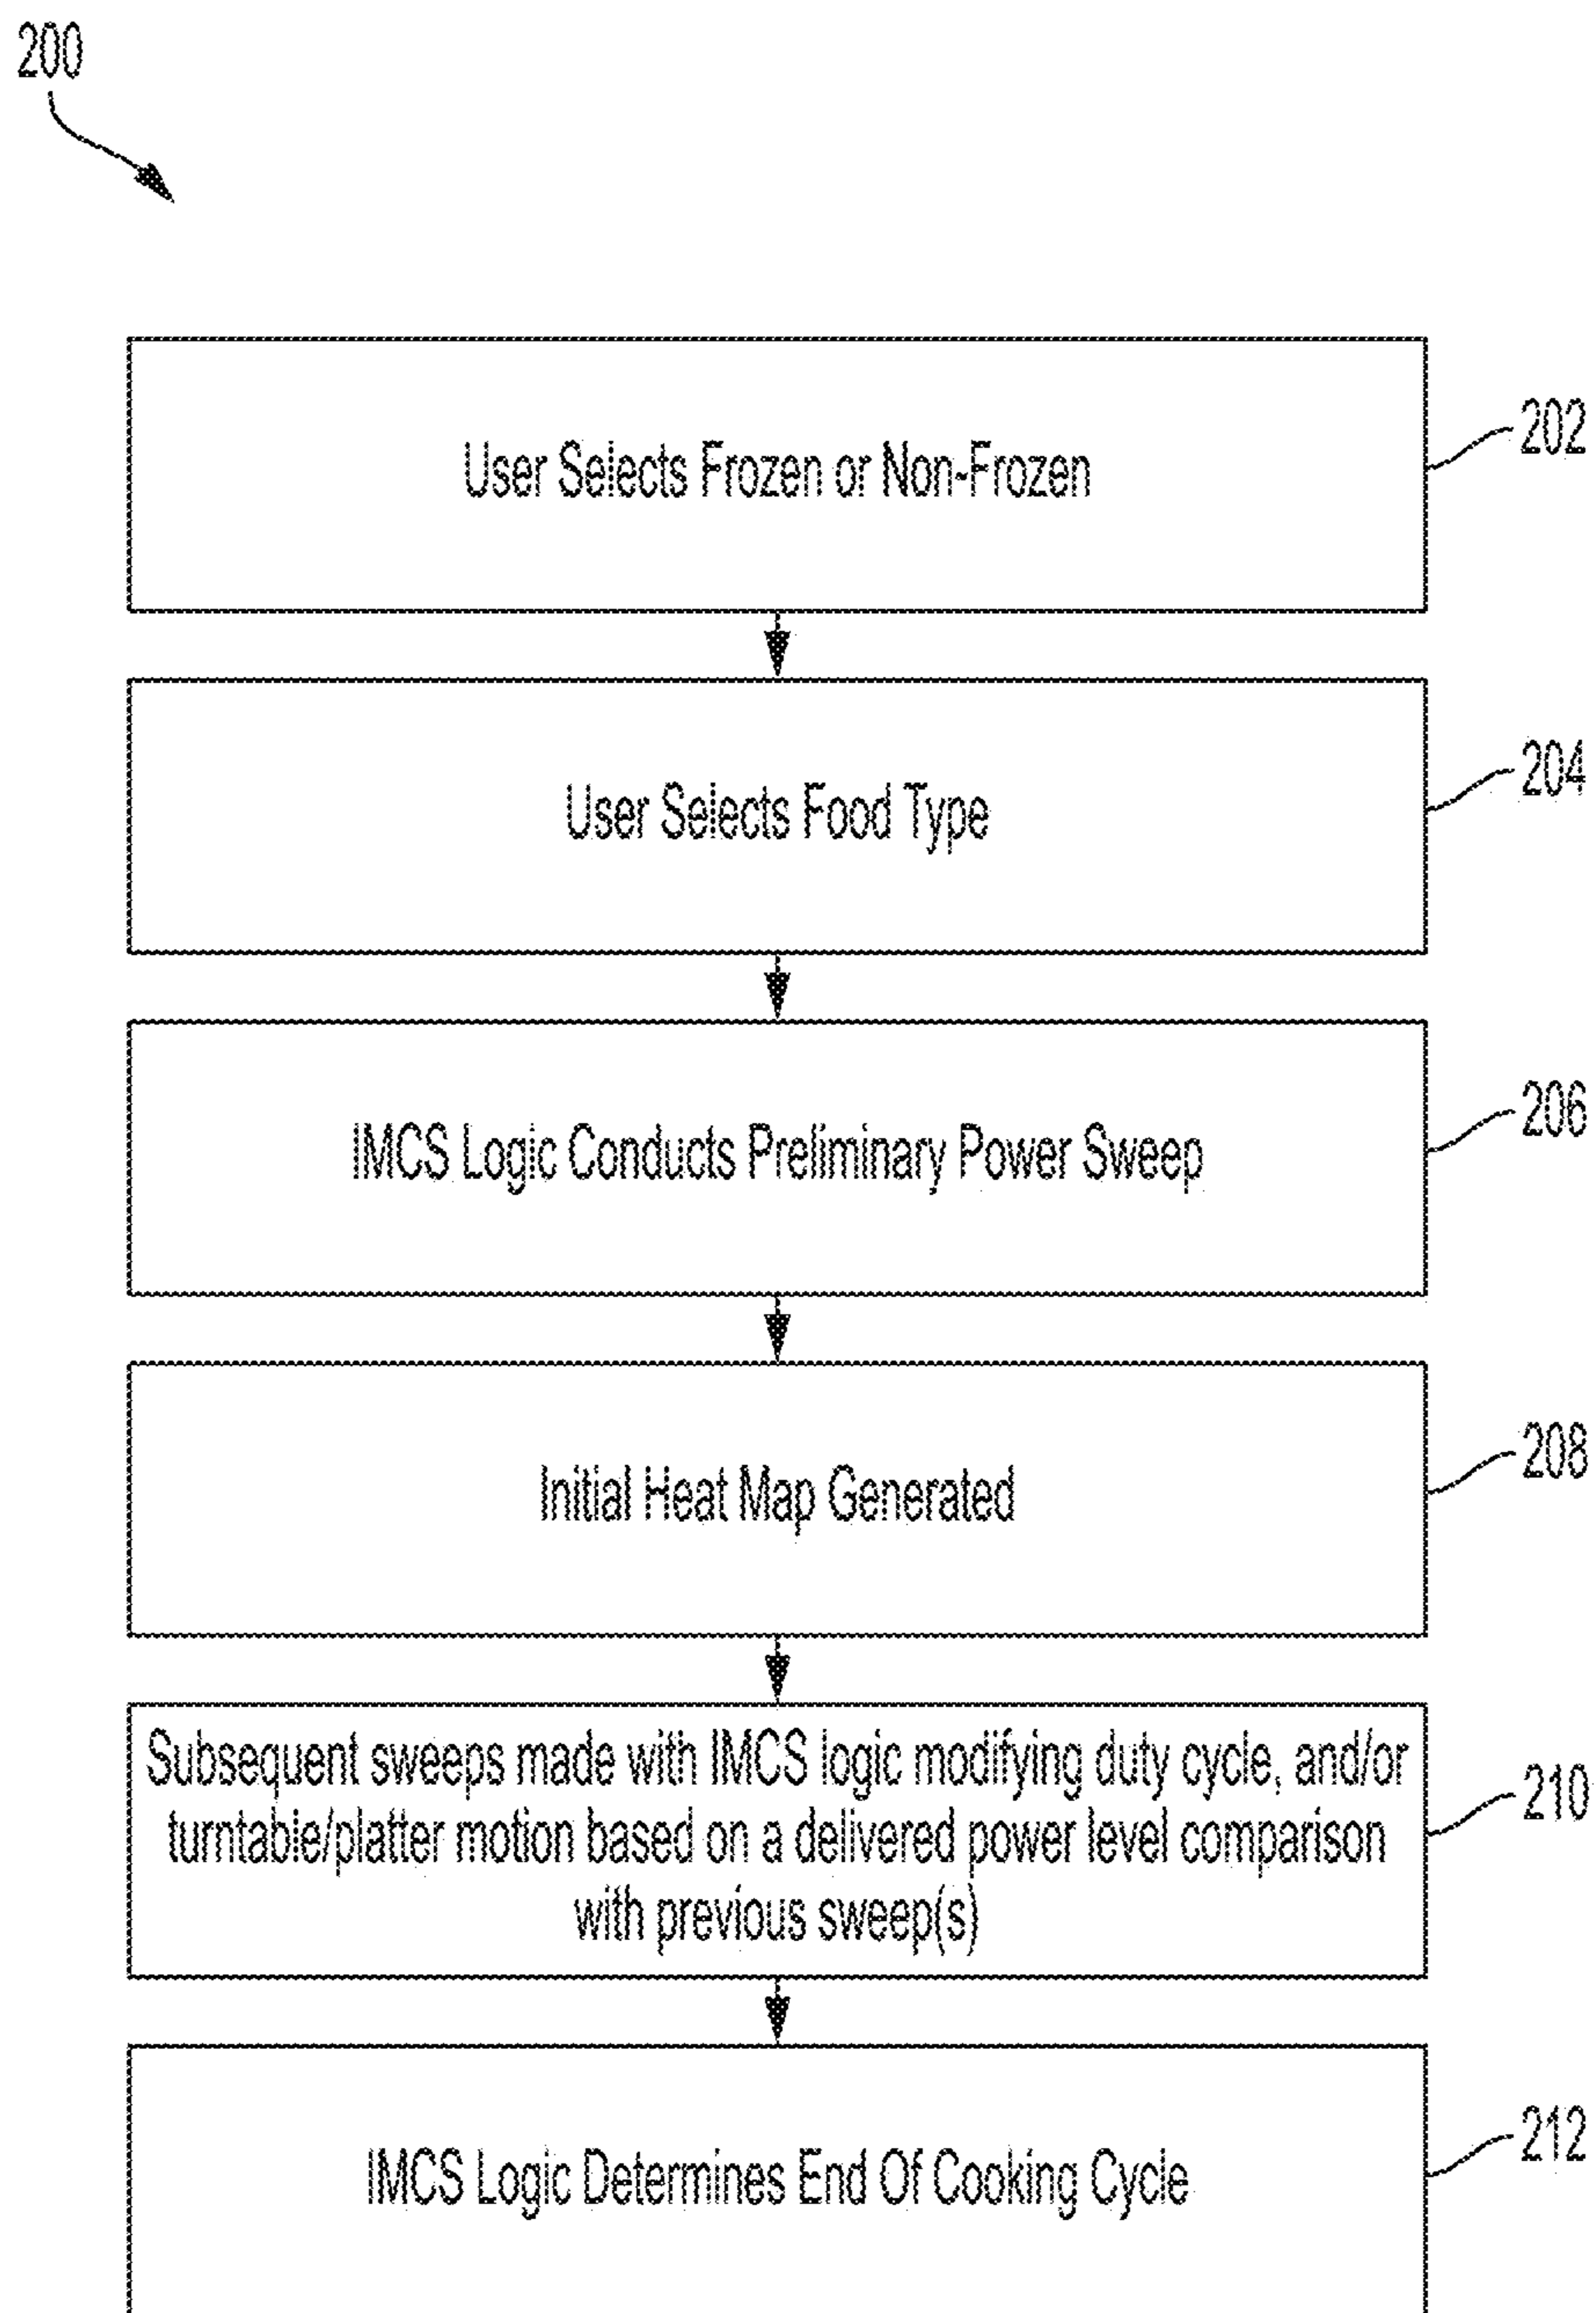 200
User Selects Frozen or Non-Frozen
202
User Selects Food Type
204
IMCS Logic Conducts Preliminary Power Sweep
206
Initial Heat Map Generated
208
Subsequent sweeps made with IMCS logic modifying duty cycle, and/or
turntable/platter motion based on a delivered power level comparison
with previous sweep(s)
210
IMCS Logic Determines End Of Cooking Cycle
212